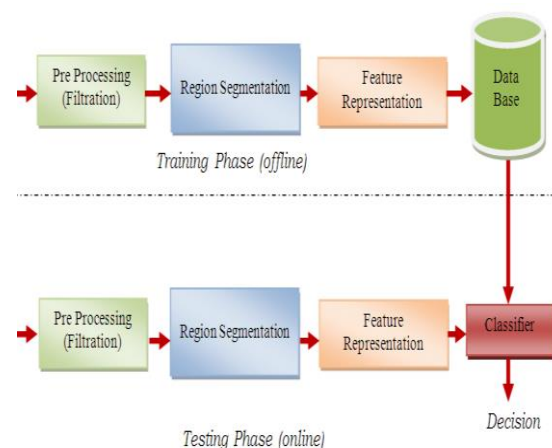 Pre Processing
(Filtration)
Region Segmentation
Feature
Representation
Data
Base
Training Phase (offline)
Pre Processing
(Filtration)
Region Segmentation
Feature
Representation
Classifier
Decision
Testing Phase (online)